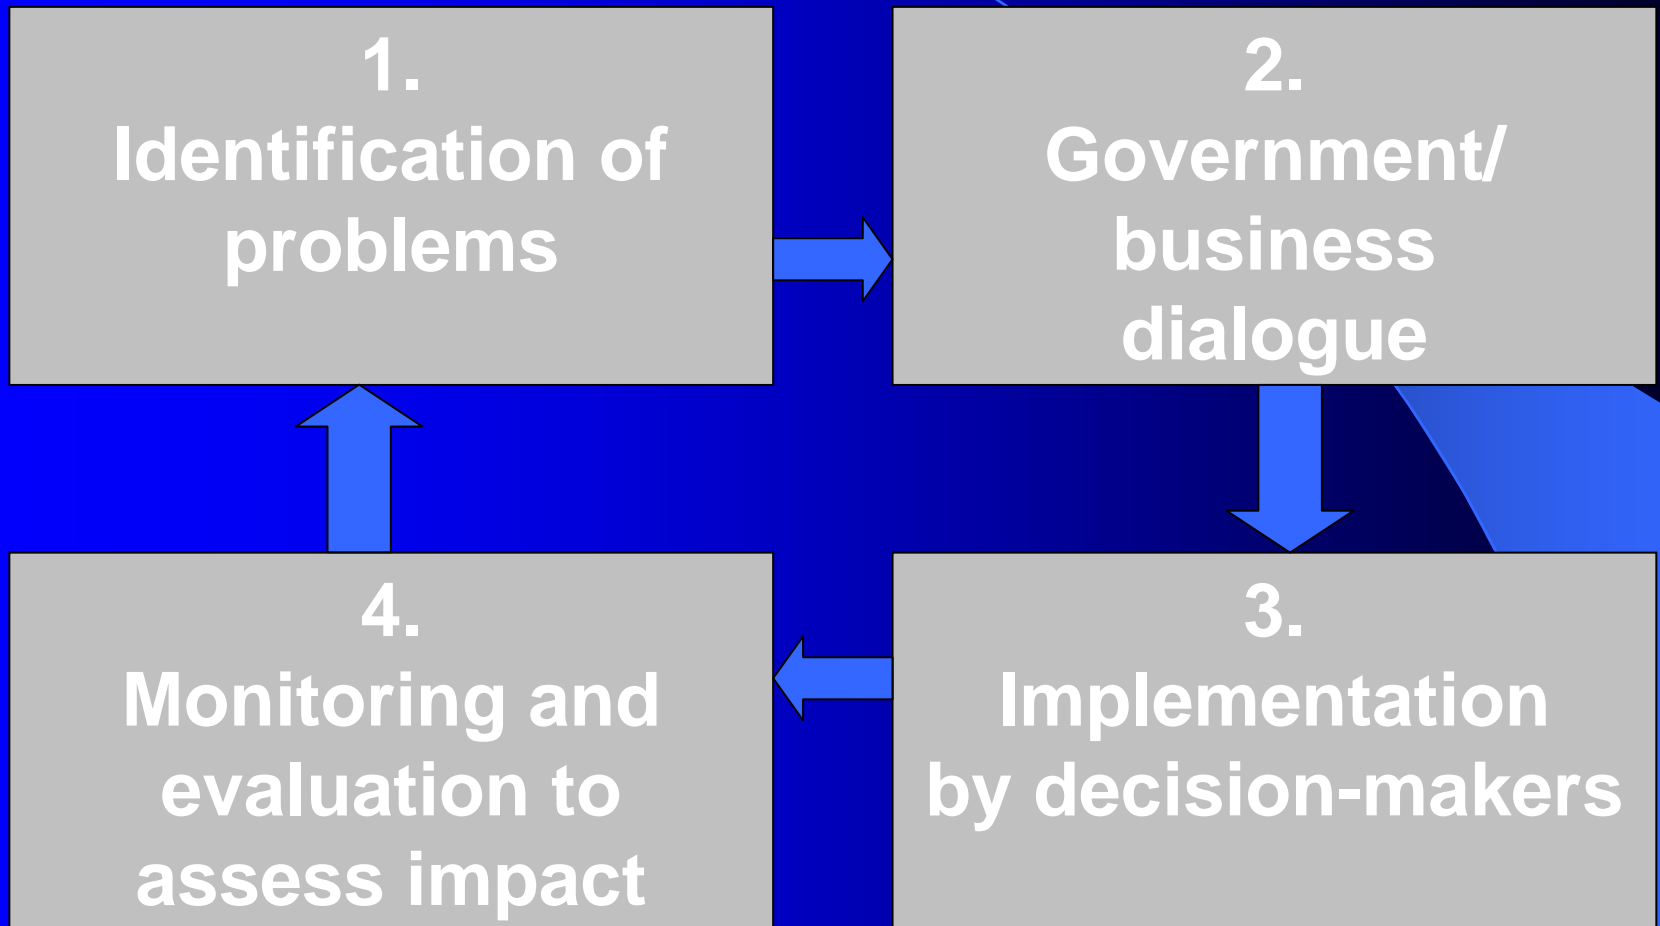 1.
Identification of
problems
2.
Government/
business
dialogue
3.
Implementation
by decision-makers
4.
Monitoring and
evaluation to
assess impact